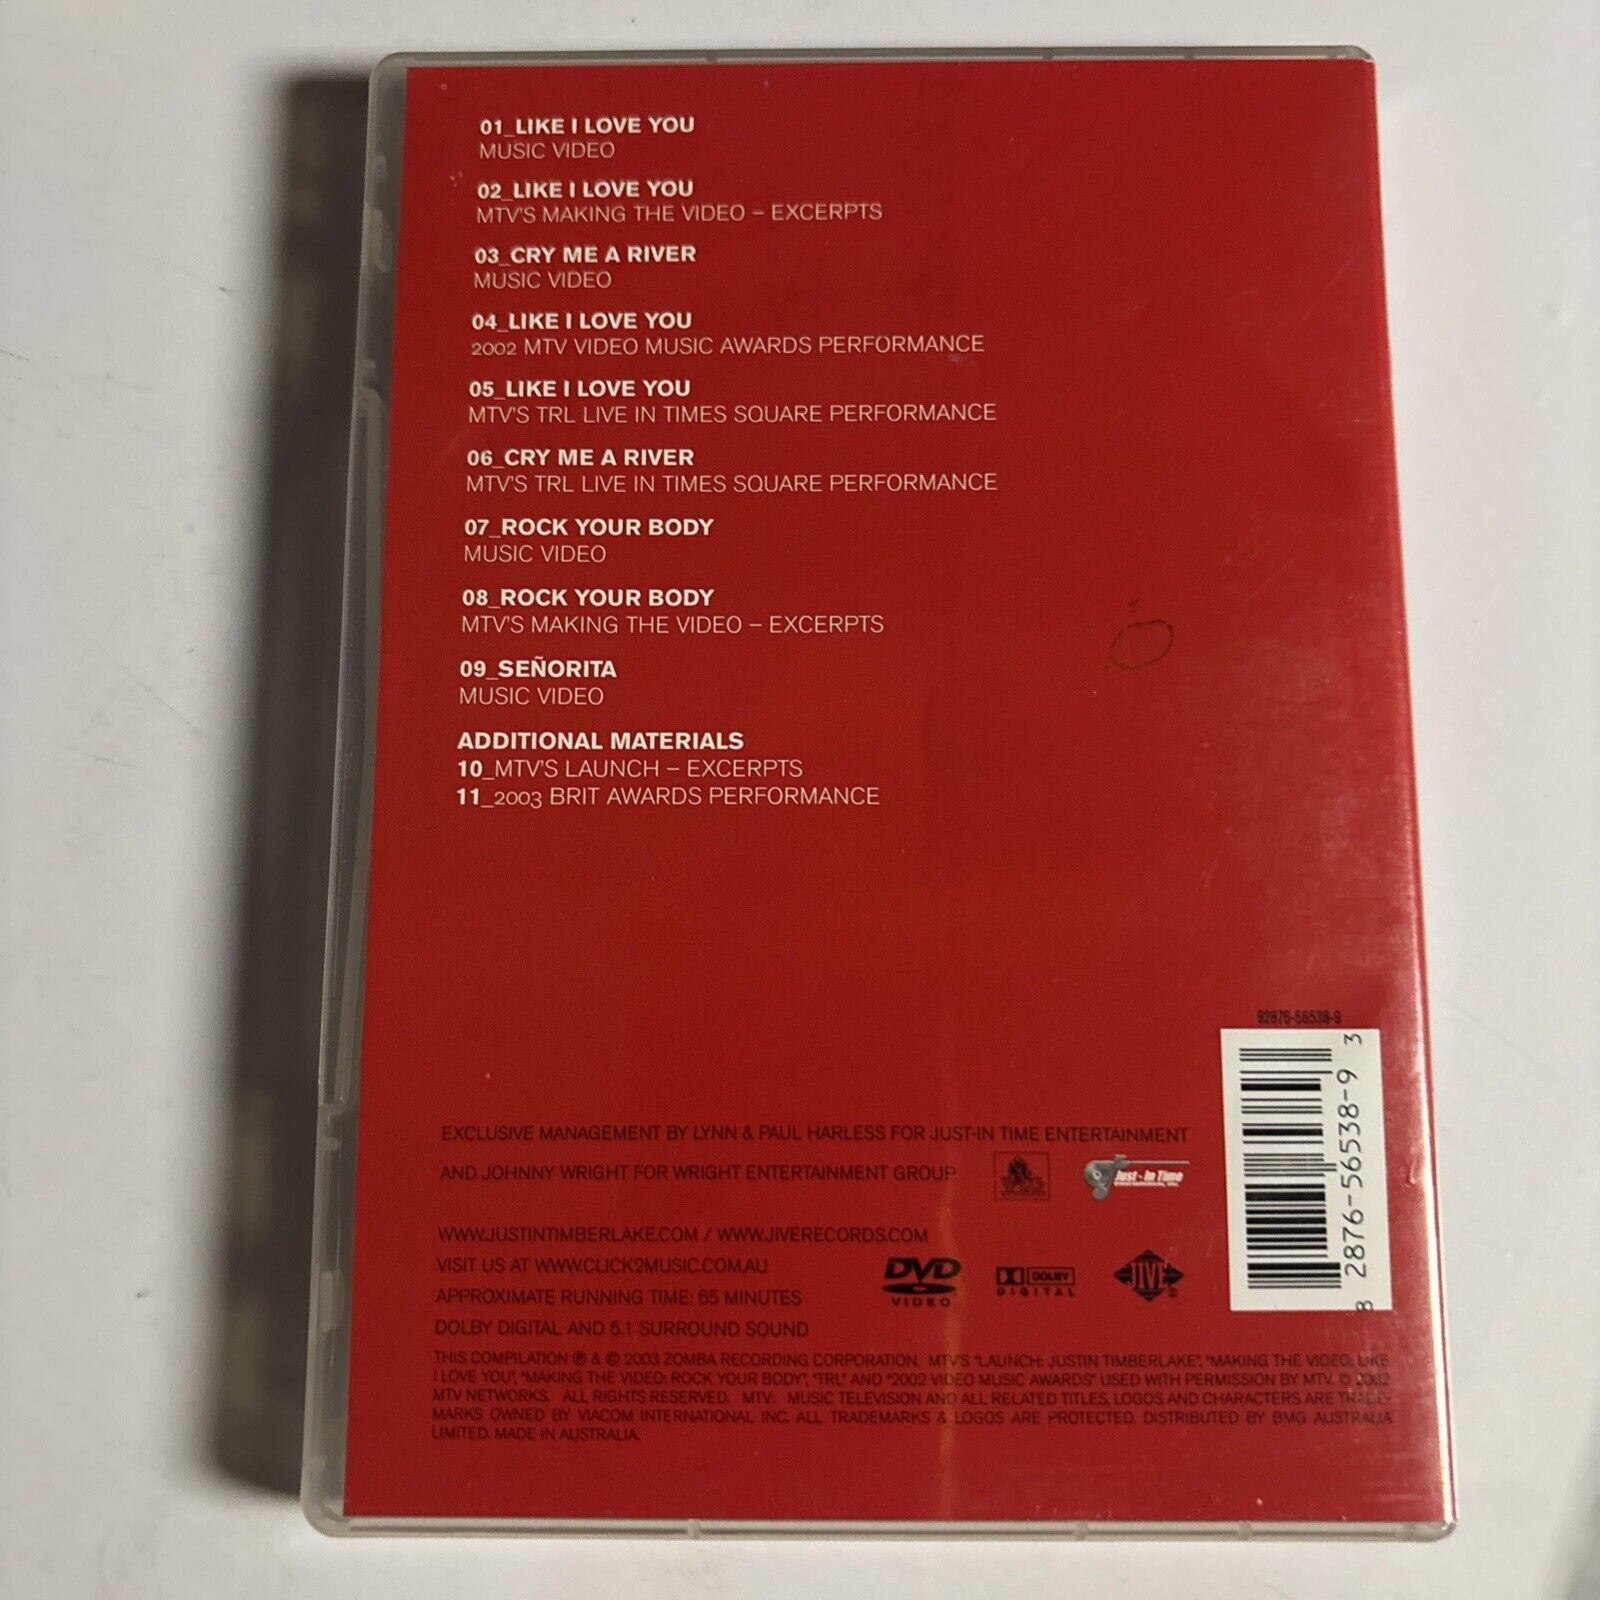 01_LIKE I LOVE YOU
MUSIC VIDEO
02_LIKE I LOVE YOU
MTV'S MAKING THE VIDEO – EXCERPTS
03_CRY ME A RIVER
MUSIC VIDEO
04_LIKE I LOVE YOU
2002 MTV VIDEO MUSIC AWARDS PERFORMANCE
05_LIKE I LOVE YOU
MTV'S TRL LIVE IN TIMES SQUARE PERFORMANCE
06_CRY ME A RIVER
MTV'S TRL LIVE IN TIMES SQUARE PERFORMANCE
07_ROCK YOUR BODY
MUSIC VIDEO
08_ROCK YOUR BODY
MTV'S MAKING THE VIDEO – EXCERPTS
09_SEÑORITA
MUSIC VIDEO
ADDITIONAL MATERIALS
10_MTV'S LAUNCH – EXCERPTS
11_2003 BRIT AWARDS PERFORMANCE
82876-56538-9
8 2876-56538-9 3
EXCLUSIVE MANAGEMENT BY LYNN & PAUL HARLESS FOR JUST-IN TIME ENTERTAINMENT
AND JOHNNY WRIGHT FOR WRIGHT ENTERTAINMENT GROUP
Just-In Time
WWW.JUSTINTIMBERLAKE.COM / WWW.JIVERECORDS.COM
VISIT US AT WWW.CLICK2MUSIC.COM.AU
APPROXIMATE RUNNING TIME: 65 MINUTES
DOLBY DIGITAL AND 5.1 SURROUND SOUND
DVD
VIDEO
DOLBY
DIGITAL
JIVE
THIS COMPILATION ℗ & © 2003 ZOMBA RECORDING CORPORATION. MTV'S "LAUNCH: JUSTIN TIMBERLAKE", "MAKING THE VIDEO: LIKE
I LOVE YOU", "MAKING THE VIDEO: ROCK YOUR BODY", "TRL" AND "2002 VIDEO MUSIC AWARDS" USED WITH PERMISSION BY MTV. © 2002
MTV NETWORKS. ALL RIGHTS RESERVED. MTV: MUSIC TELEVISION AND ALL RELATED TITLES, LOGOS AND CHARACTERS ARE TRADE-
MARKS OWNED BY VIACOM INTERNATIONAL INC. ALL TRADEMARKS & LOGOS ARE PROTECTED. DISTRIBUTED BY BMG AUSTRALIA
LIMITED. MADE IN AUSTRALIA.